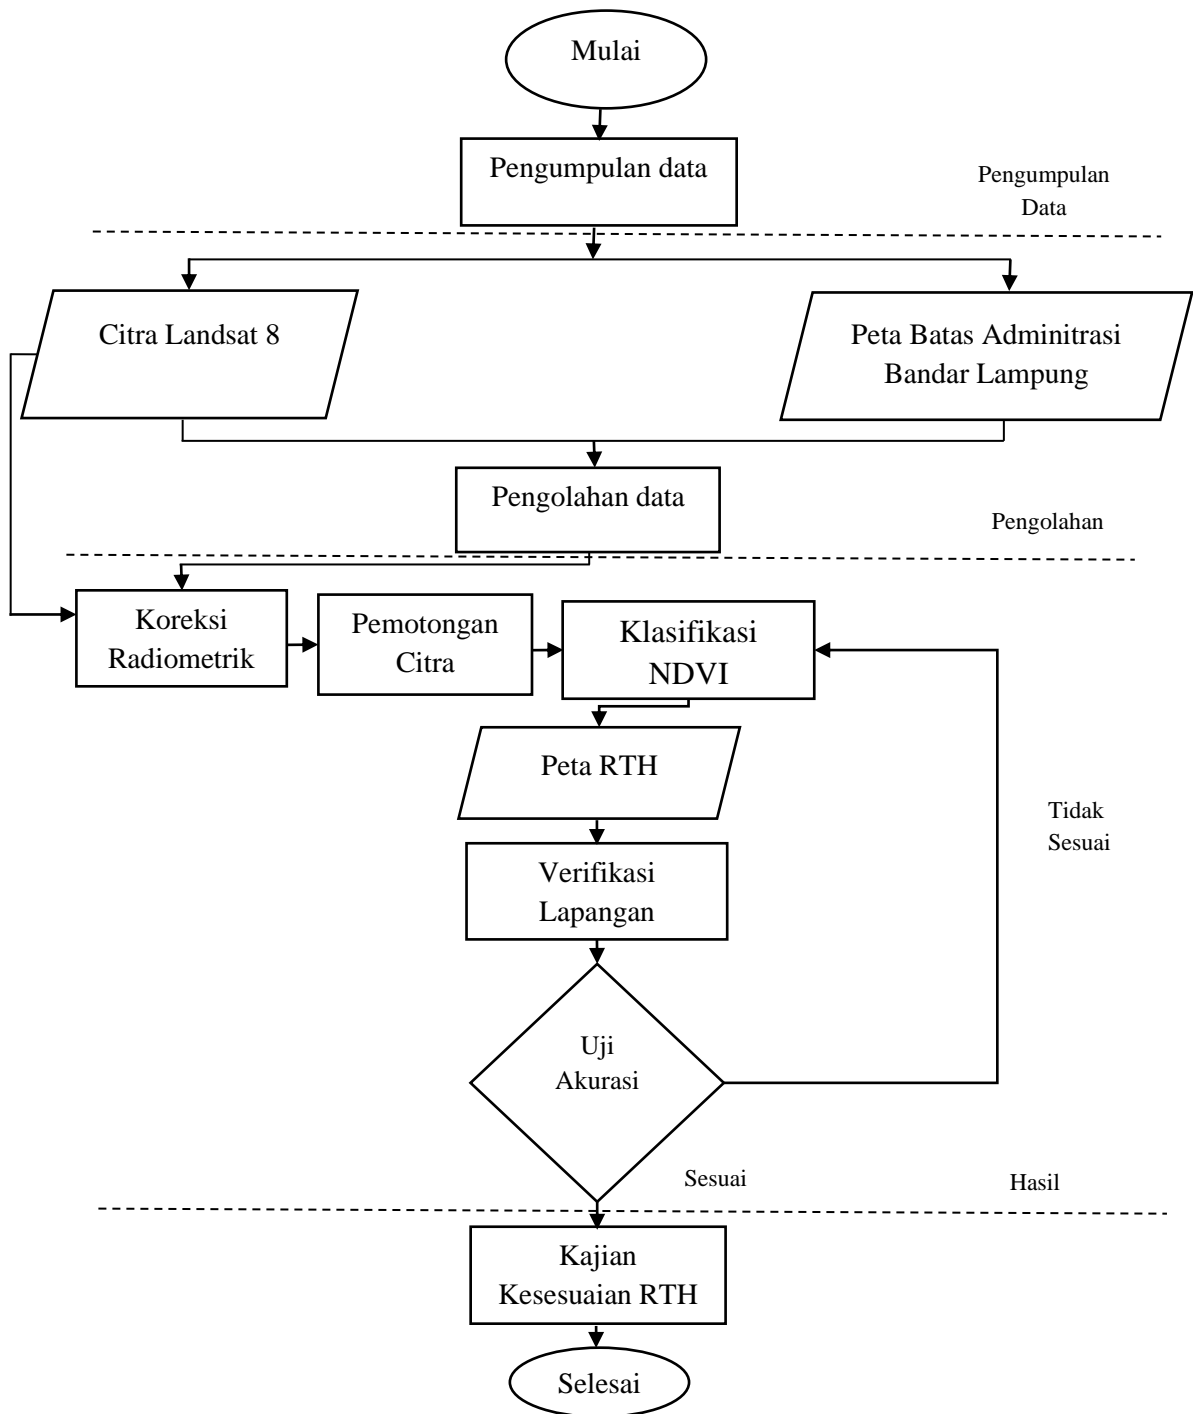 Mulai
Pengumpulan data
Pengumpulan
Data
Citra Landsat 8
Peta Batas Adminitrasi
Bandar Lampung
Pengolahan data
Pengolahan
Koreksi
Radiometrik
Pemotongan
Citra
Klasifikasi
NDVI
Peta RTH
Tidak
Sesuai
Verifikasi
Lapangan
Uji
Akurasi
Sesuai
Hasil
Kajian
Kesesuaian RTH
Selesai